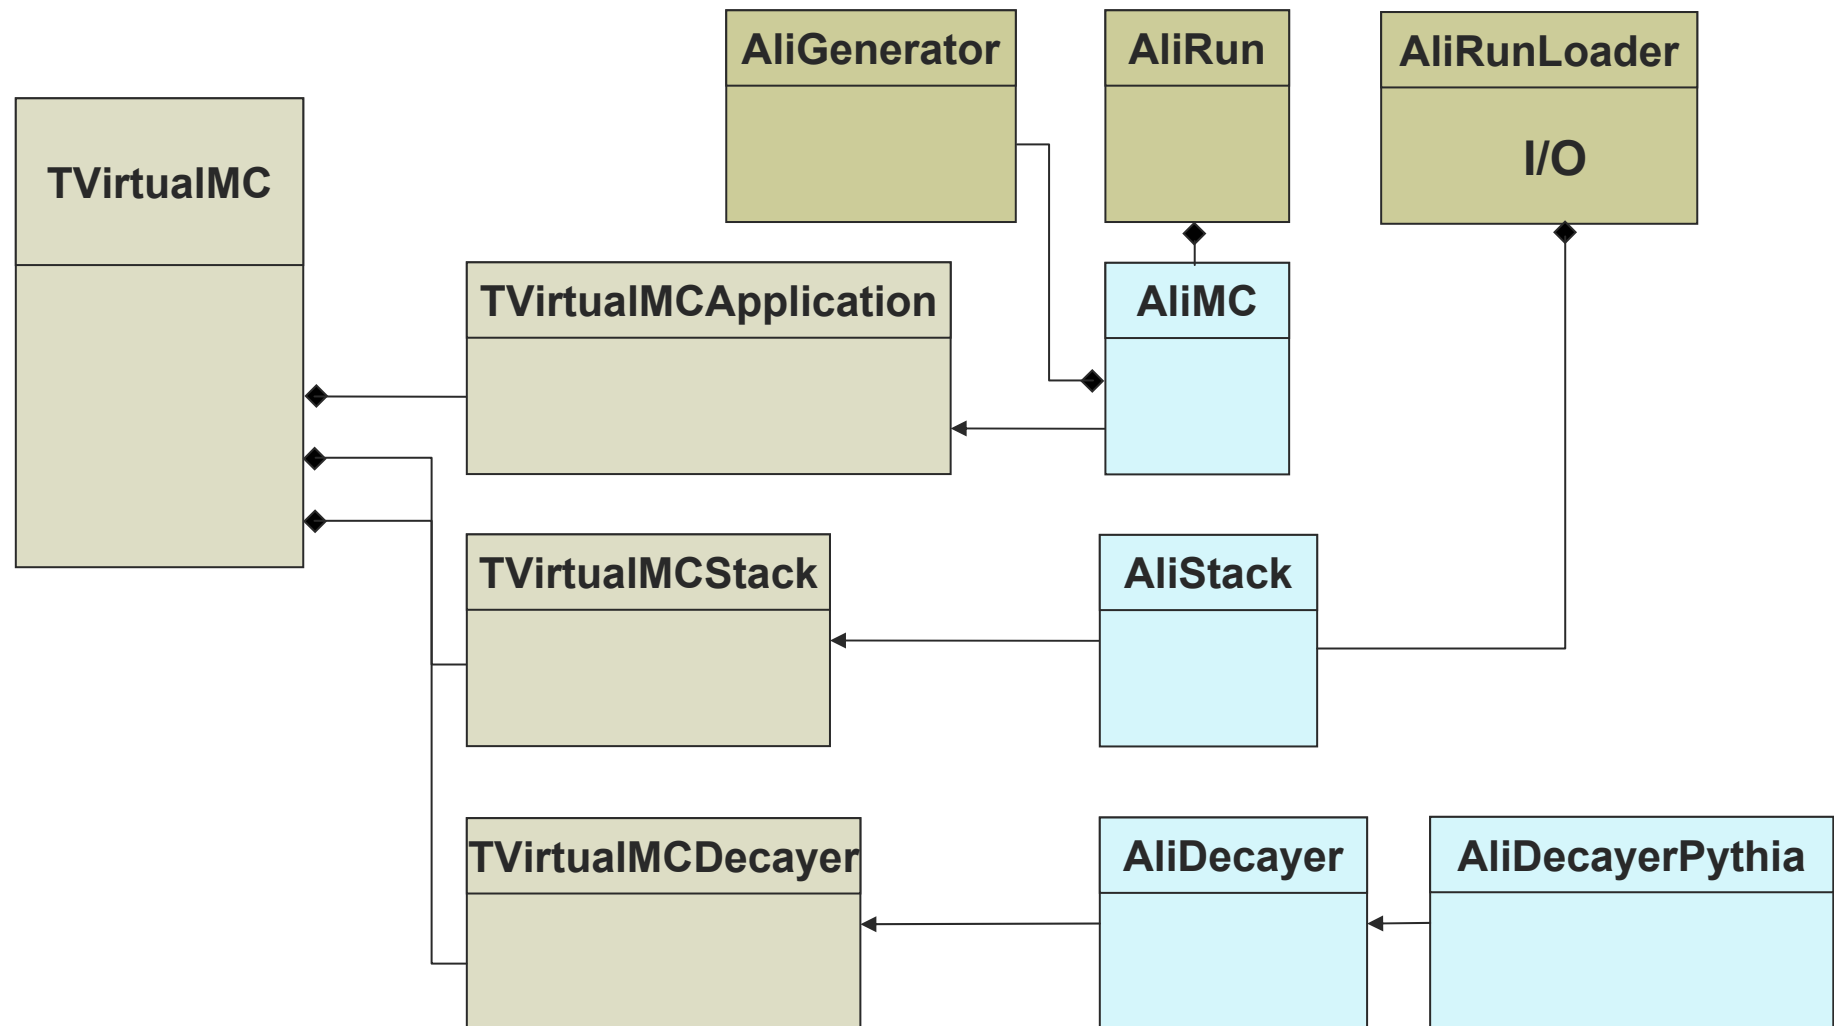 AliGenerator
AliRun
AliRunLoader
I/O
TVirtualMC
TVirtualMCApplication
AliMC
TVirtualMCStack
AliStack
TVirtualMCDecayer
AliDecayer
AliDecayerPythia